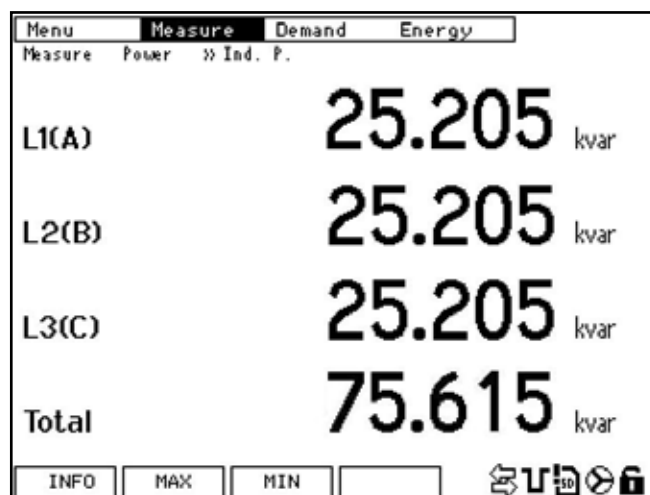 Menu Measure Demand Energy
Measure Power » Ind. P.
L1(A) 25.205 kvar
L2(B) 25.205 kvar
L3(C) 25.205 kvar
Total 75.615 kvar
INFO MAX MIN
SD